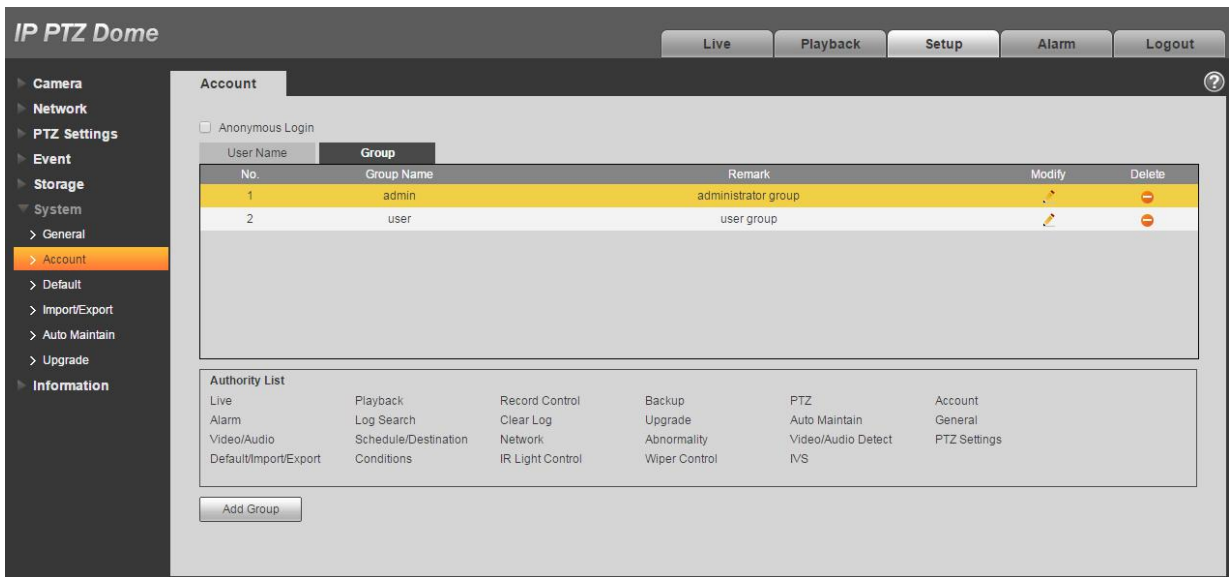 IP PTZ Dome
Live Playback Setup Alarm Logout
Camera
Network
PTZ Settings
Event
Storage
System
General
Account
Default
Import/Export
Auto Maintain
Upgrade
Information
Account
?
Anonymous Login
User Name Group
No. Group Name Remark Modify Delete
1 admin administrator group
2 user user group
Authority List
Live Playback Record Control Backup PTZ Account
Alarm Log Search Clear Log Upgrade Auto Maintain General
Video/Audio Schedule/Destination Network Abnormality Video/Audio Detect PTZ Settings
Default/Import/Export Conditions IR Light Control Wiper Control IVS
Add Group